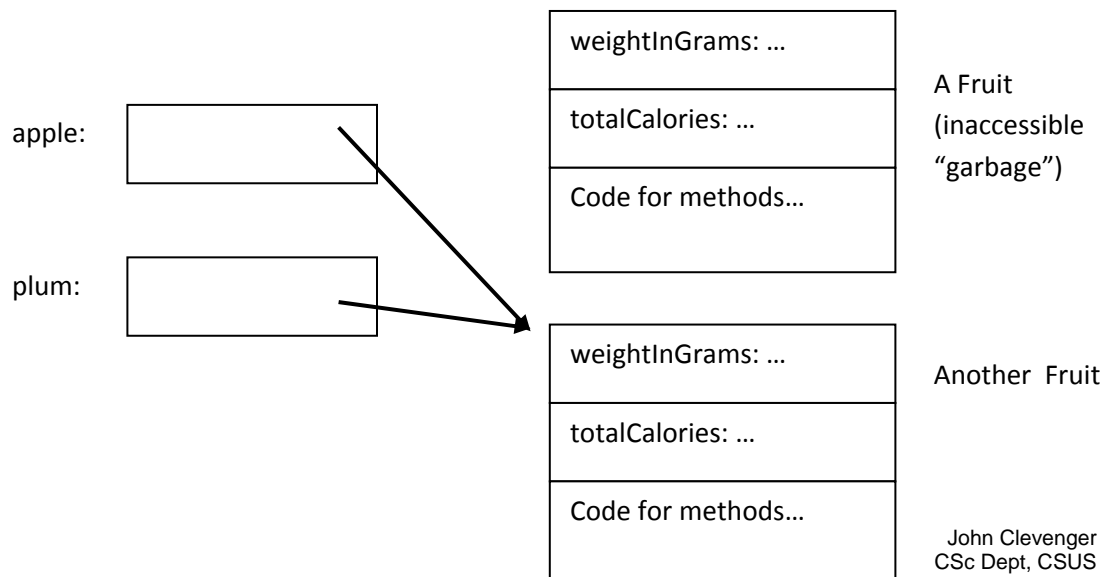 weightInGrams: …
totalCalories: …
Code for methods…
A Fruit
(inaccessible
“garbage”)
apple:
plum:
weightInGrams: …
totalCalories: …
Code for methods…
Another  Fruit
John Clevenger
CSc Dept, CSUS